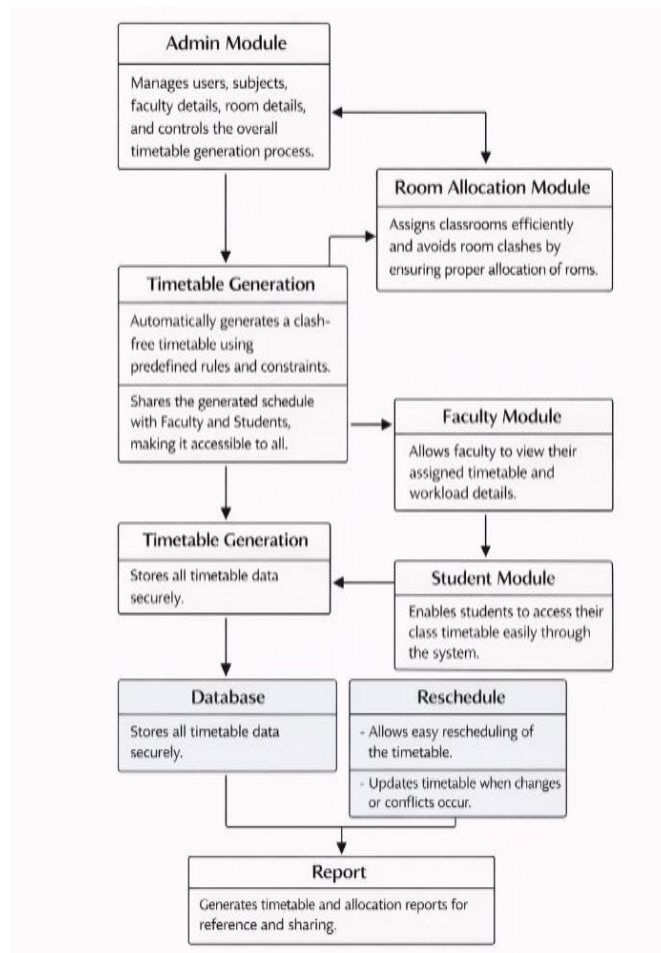 Admin Module
Manages users, subjects,
faculty details, room details,
and controls the overall
timetable generation process.
Room Allocation Module
Assigns classrooms efficiently
and avoids room clashes by
ensuring proper allocation of roms.
Timetable Generation
Automatically generates a clash-
free timetable using
predefined rules and constraints.
Shares the generated schedule
with Faculty and Students,
making it accessible to all.
Faculty Module
Allows faculty to view their
assigned timetable and
workload details.
Timetable Generation
Stores all timetable data
securely.
Student Module
Enables students to access their
class timetable easily through
the system.
Database
Stores all timetable data
securely.
Reschedule
- Allows easy rescheduling of
the timetable.
- Updates timetable when changes
or conflicts occur.
Report
Generates timetable and allocation reports for
reference and sharing.